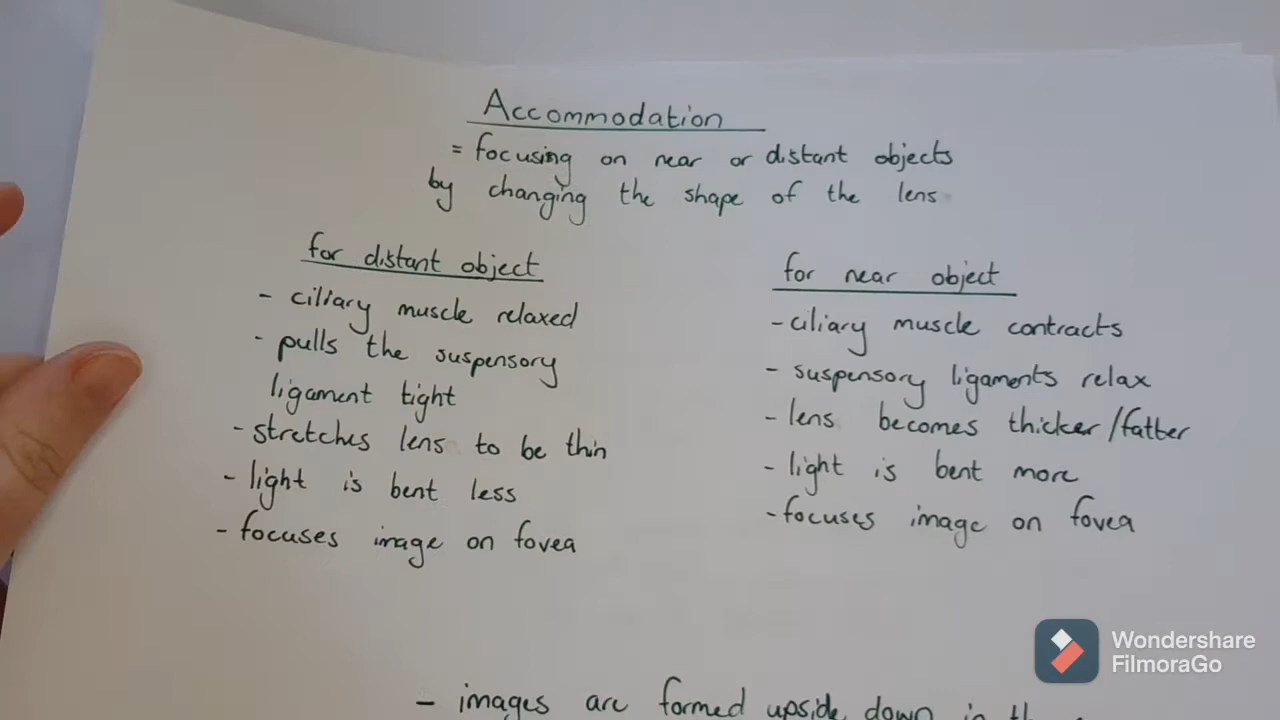 Accommodation
= focusing on near or distant objects
by changing the shape of the lens
for distant object
- ciliary muscle relaxed
- pulls the suspensory
ligament tight
- stretches lens to be thin
- light is bent less
- focuses image on fovea
for near object
- ciliary muscle contracts
- suspensory ligaments relax
- lens becomes thicker/fatter
- light is bent more
- focuses image on fovea
Wondershare
FilmoraGo
- images are formed upside down in